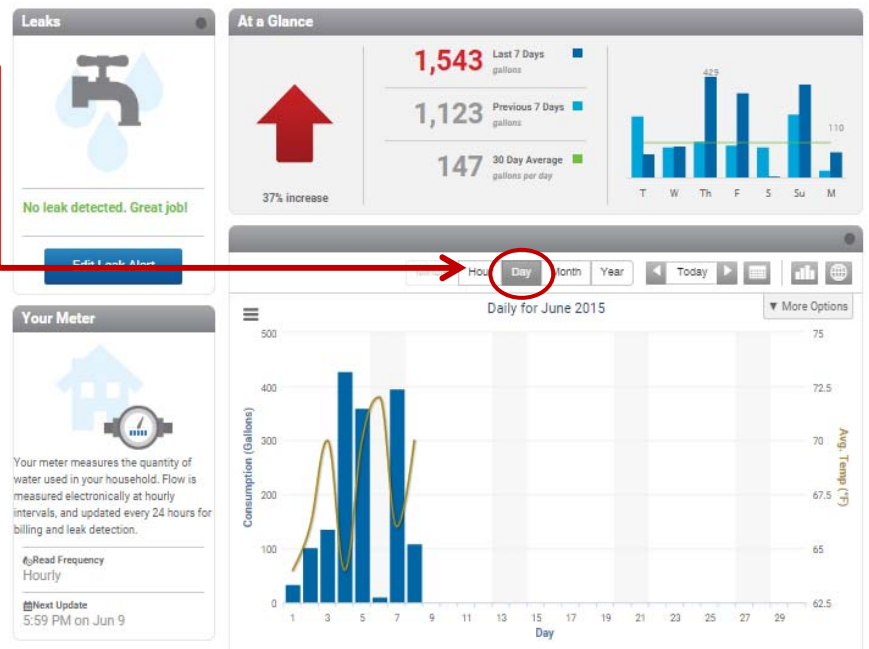 Leaks
No leak detected. Great job!
Edit Leak Alert
Your Meter
Your meter measures the quantity of
water used in your household. Flow is
measured electronically at hourly
intervals, and updated every 24 hours for
billing and leak detection.
Read Frequency
Hourly
Next Update
5:59 PM on Jun 9
At a Glance
37% increase
1,543 Last 7 Days
gallons
1,123 Previous 7 Days
gallons
147 30 Day Average
gallons per day
429
110
T W Th F S Su M
Hour Day Month Year Today
Daily for June 2015
▼ More Options
Consumption (Gallons)
500
400
300
200
100
0
75
72.5
70
67.5
65
62.5
Avg. Temp (°F)
1 3 5 7 9 11 13 15 17 19 21 23 25 27 29
Day